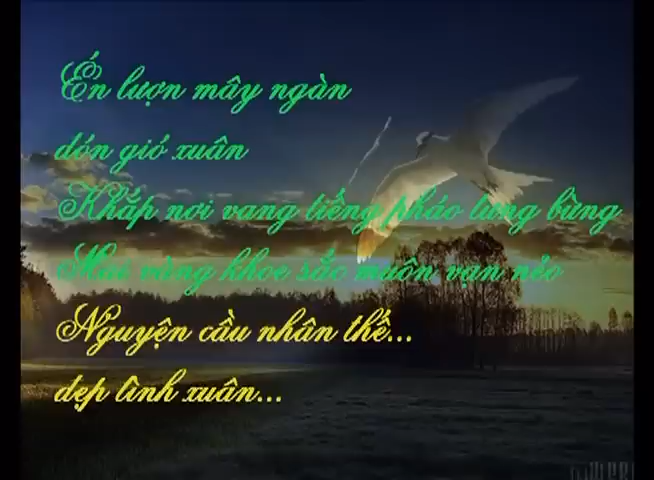 Én lượn mây ngàn
đón gió xuân
Khắp nơi vang tiếng pháo tưng bừng
Mai vàng khoe sắc muôn vạn nẻo
Nguyện cầu nhân thế...
đẹp tình xuân...